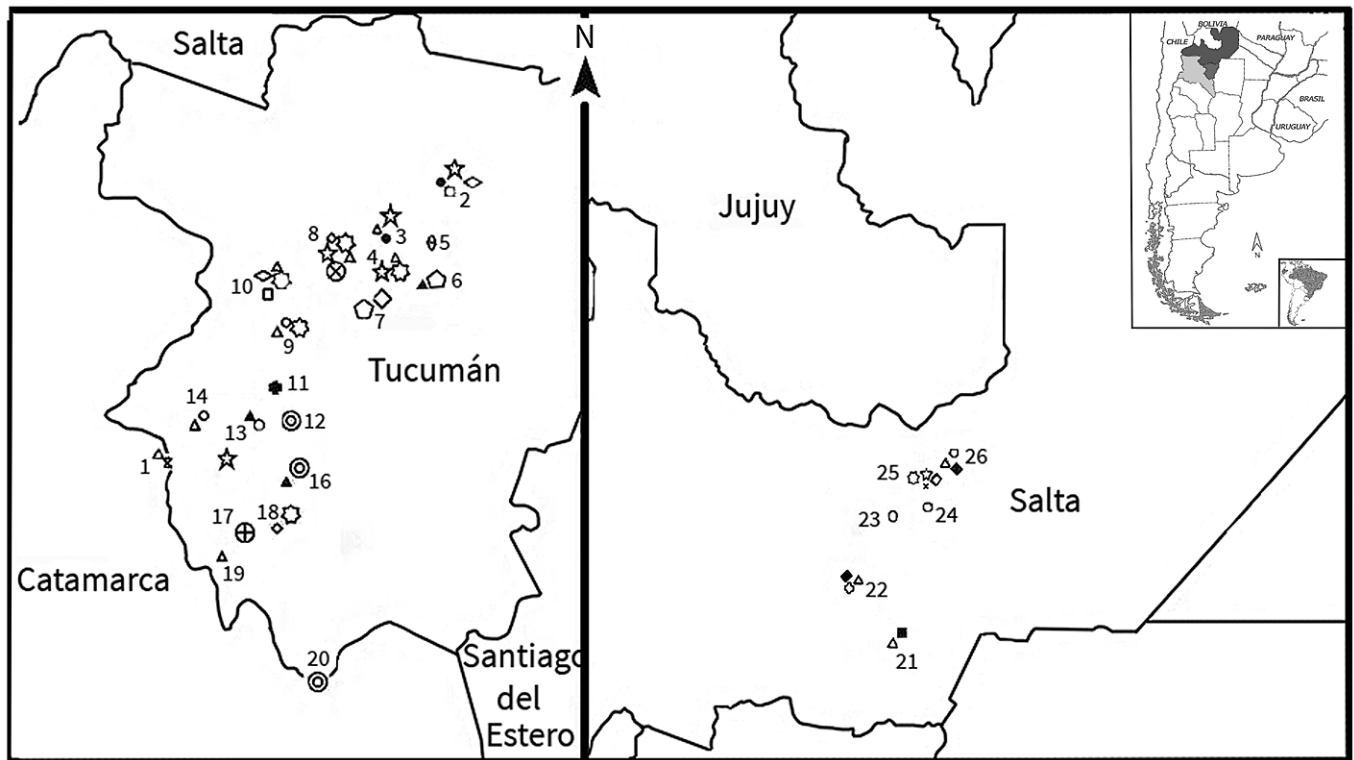 Salta
N
2
3
8
4
5
6
10
7
9
Tucumán
11
14
12
13
1
16
17
18
19
Catamarca
20
Santiago
del
Estero
Jujuy
26
25
Salta
23
24
22
21
BOLIVIA
CHILE
PARAGUAY
BRASIL
URUGUAY
N